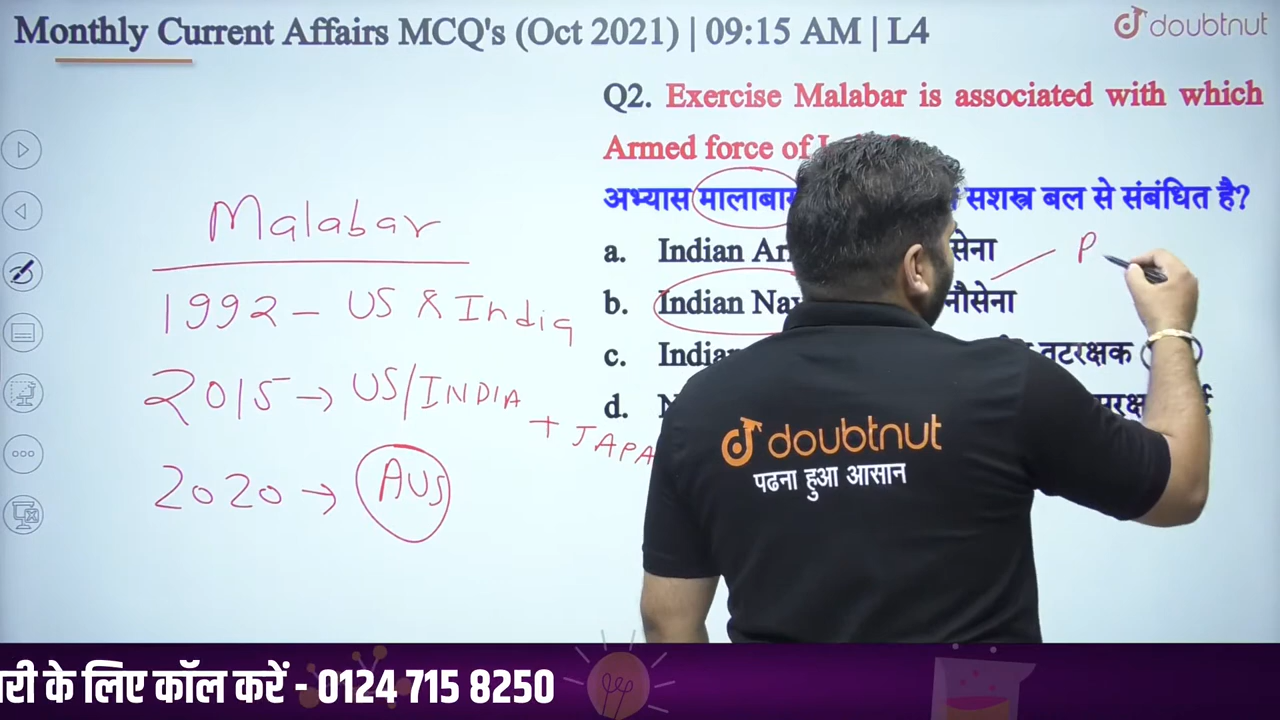 Monthly Current Affairs MCQ's (Oct 2021) | 09:15 AM | L4
doubtnut
Q2. Exercise Malabar is associated with which
Armed force of
अभ्यास मालाबार सशस्त्र बल से संबंधित है?
a. Indian सेना
b. Indian नौसेना
c. तटरक्षक
d.
P
Malabar
1992 - US & India
2015 → US/INDIA
+ JAPA
2020 → AUS
doubtnut
पढना हुआ आसान
के लिए कॉल करें - 0124 715 8250